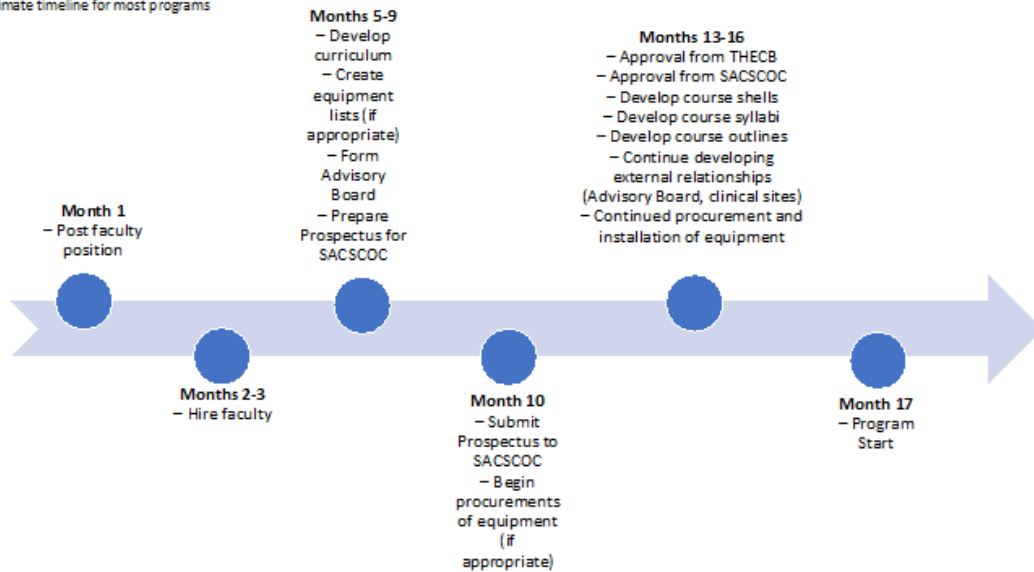 timeline for most programs
Month 1
– Post faculty
position
Months 2-3
– Hire faculty
Months 5-9
– Develop
curriculum
– Create
equipment
lists (if
appropriate)
– Form
Advisory
Board
– Prepare
Prospectus for
SACSCOC
Month 10
– Submit
Prospectus to
SACSCOC
– Begin
procurements
of equipment
(if
appropriate)
Months 13-16
– Approval from THECB
– Approval from SACSCOC
– Develop course shells
– Develop course syllabi
– Develop course outlines
– Continue developing
external relationships
(Advisory Board, clinical sites)
– Continued procurement and
installation of equipment
Month 17
– Program
Start